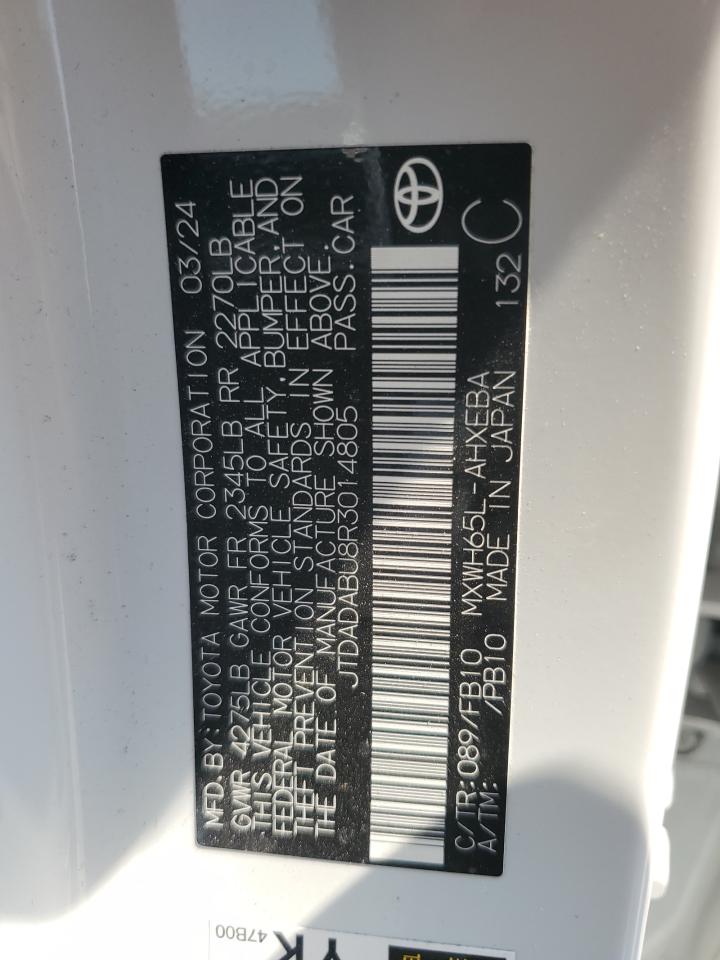 MFD. BY: TOYOTA MOTOR CORPORATION 03/24
GVWR 4275LB GAWR FR 2345LB RR 2270LB
THIS VEHICLE CONFORMS TO ALL APPLICABLE
FEDERAL MOTOR VEHICLE SAFETY, BUMPER, AND
THEFT PREVENTION STANDARDS IN EFFECT ON
THE DATE OF MANUFACTURE SHOWN ABOVE.
JTDADABU8R3014805 PASS. CAR
C/TR: 089/FB10 MXWH65L-AHXEBA 132
A/TM: /PB10 MADE IN JAPAN C
47B00
YK